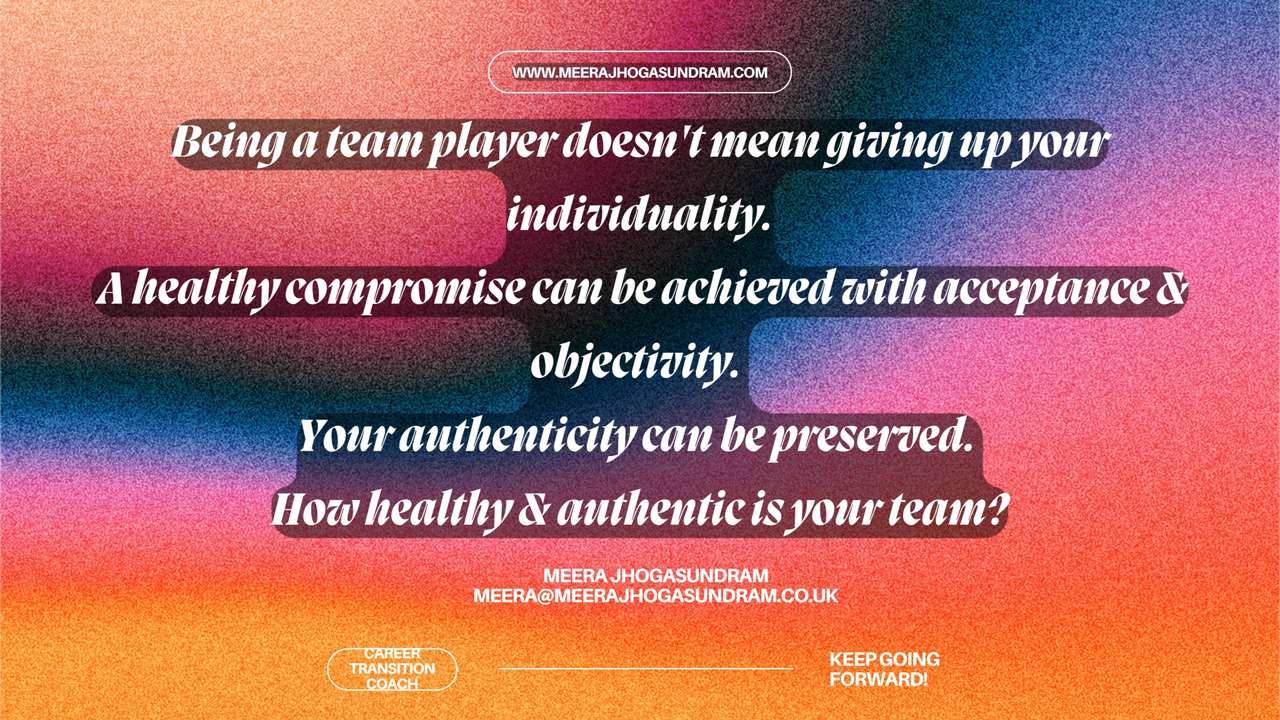 WWW.MEERAJHOGASUNDRAM.COM
Being a team player doesn't mean giving up your
individuality.
A healthy compromise can be achieved with acceptance &
objectivity.
Your authenticity can be preserved.
How healthy & authentic is your team?
MEERA JHOGASUNDRAM
MEERA@MEERAJHOGASUNDRAM.CO.UK
CAREER
TRANSITION
COACH
KEEP GOING
FORWARD!